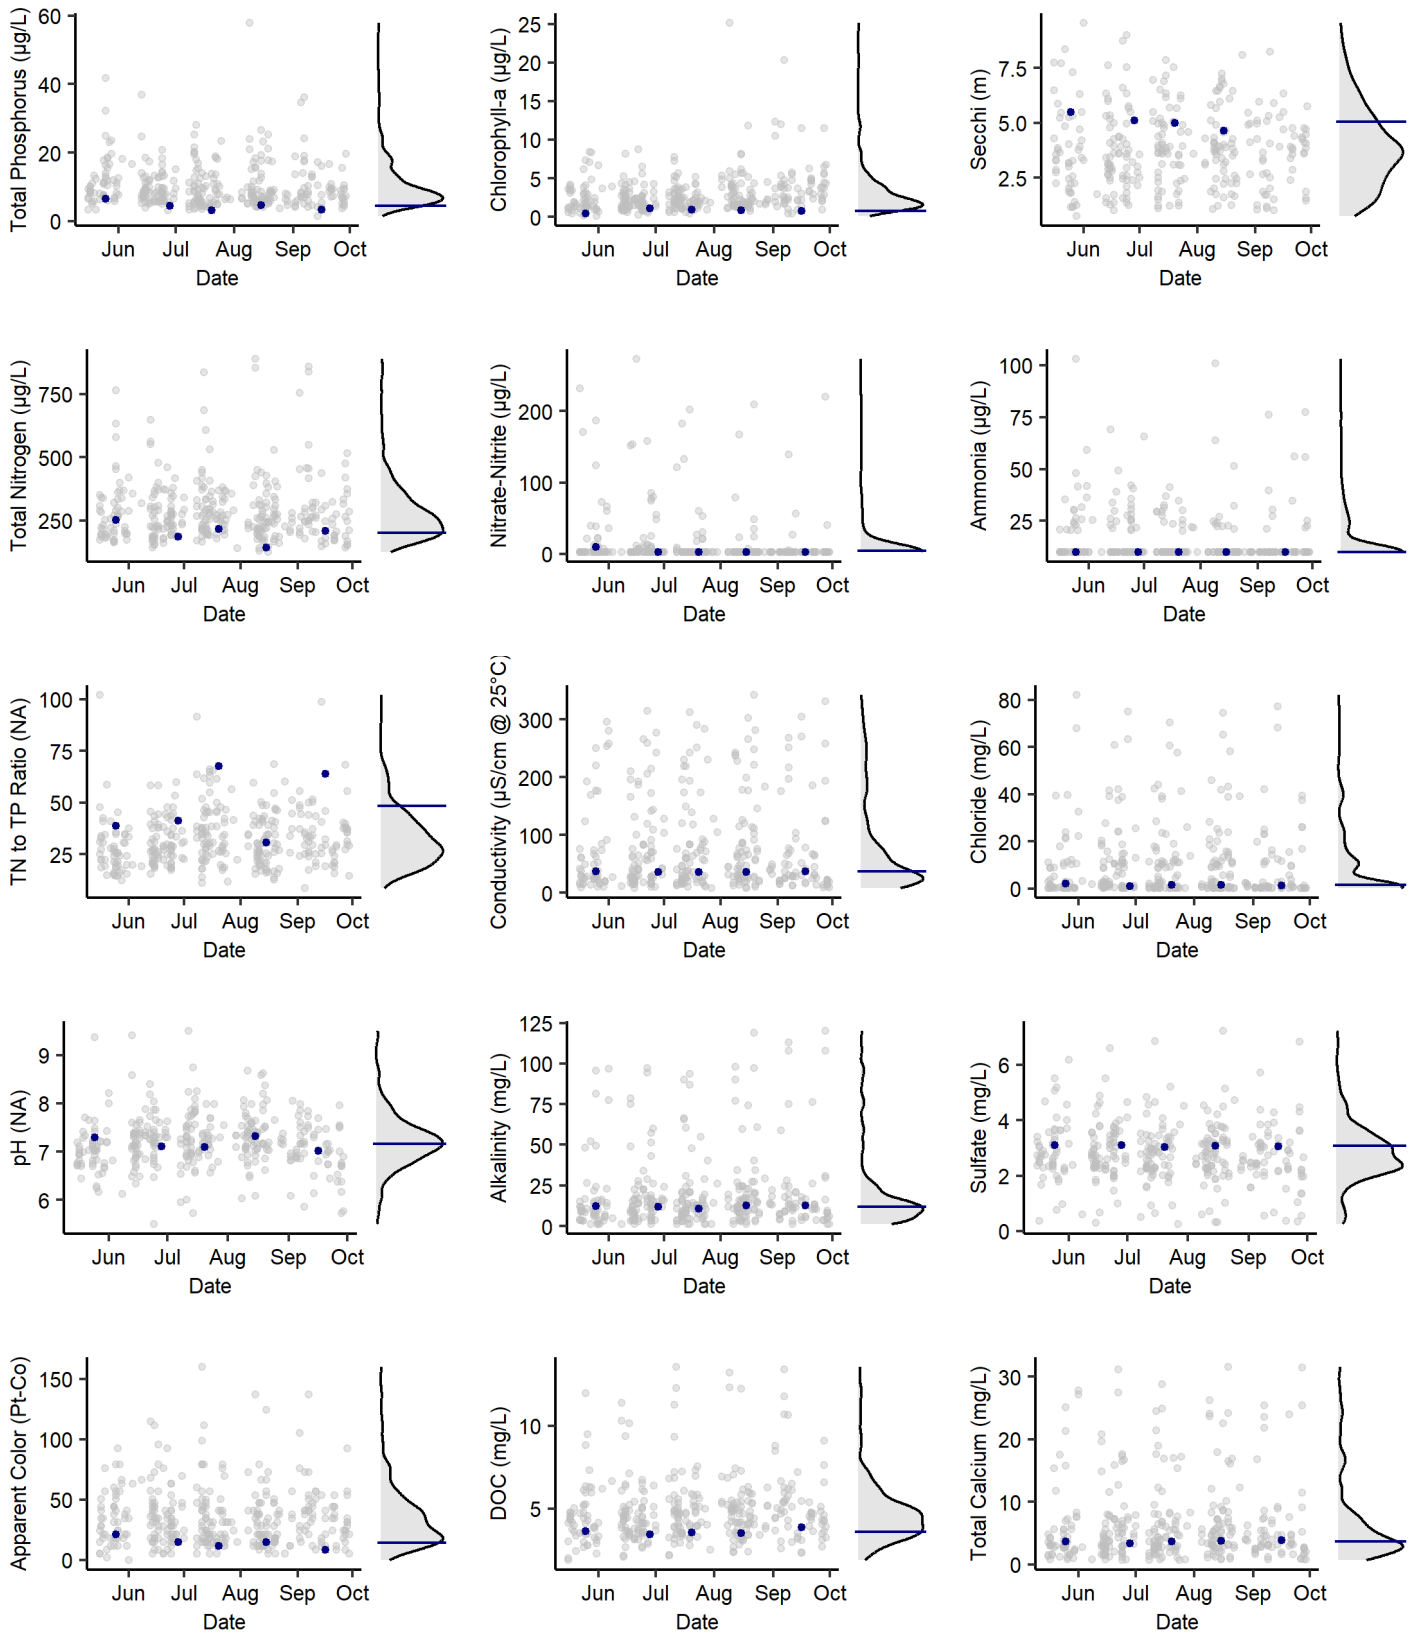 Total Phosphorus (µg/L)
60
40
20
0
Jun Jul Aug Sep Oct
Date
Chlorophyll-a (µg/L)
25
20
15
10
5
0
Jun Jul Aug Sep Oct
Date
Secchi (m)
7.5
5.0
2.5
Jun Jul Aug Sep Oct
Date
Total Nitrogen (µg/L)
750
500
250
Jun Jul Aug Sep Oct
Date
Nitrate-Nitrite (µg/L)
200
100
0
Jun Jul Aug Sep Oct
Date
Ammonia (µg/L)
100
75
50
25
Jun Jul Aug Sep Oct
Date
TN to TP Ratio (NA)
100
75
50
25
Jun Jul Aug Sep Oct
Date
Conductivity (µS/cm @ 25°C)
300
200
100
0
Jun Jul Aug Sep Oct
Date
Chloride (mg/L)
80
60
40
20
0
Jun Jul Aug Sep Oct
Date
pH (NA)
9
8
7
6
Jun Jul Aug Sep Oct
Date
Alkalinity (mg/L)
125
100
75
50
25
0
Jun Jul Aug Sep Oct
Date
Sulfate (mg/L)
6
4
2
0
Jun Jul Aug Sep Oct
Date
Apparent Color (Pt-Co)
150
100
50
0
Jun Jul Aug Sep Oct
Date
DOC (mg/L)
10
5
Jun Jul Aug Sep Oct
Date
Total Calcium (mg/L)
30
20
10
0
Jun Jul Aug Sep Oct
Date